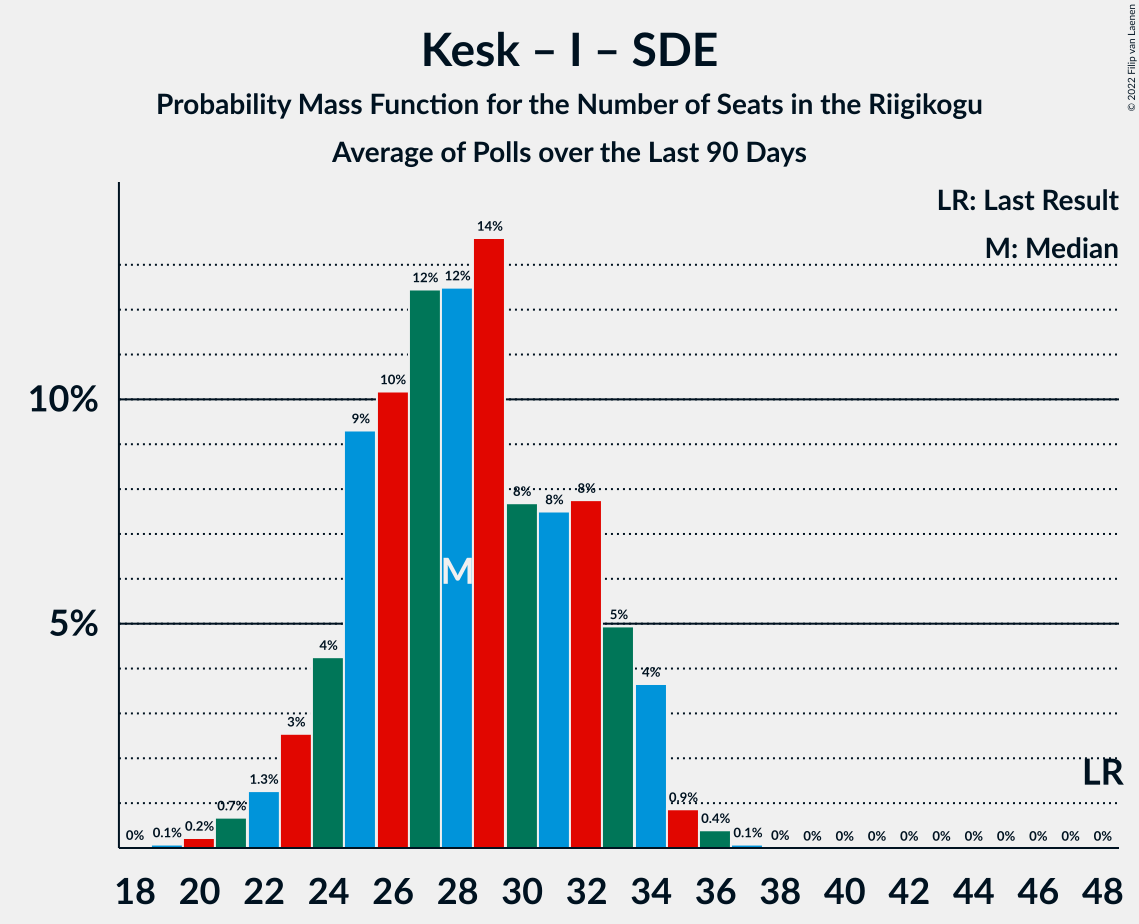 Kesk – I – SDE
Probability Mass Function for the Number of Seats in the Riigikogu
Average of Polls over the Last 90 Days
© 2022 Filip van Laenen
LR: Last Result
M: Median
10%
5%
0% 0.1% 0.2% 0.7% 1.3% 3% 4% 9% 10% 12% 12% 14% 8% 8% 8% 5% 4% 0.9% 0.4% 0.1% 0% 0% 0% 0% 0% 0% 0% 0% 0% 0% 0%
M
LR
18 20 22 24 26 28 30 32 34 36 38 40 42 44 46 48